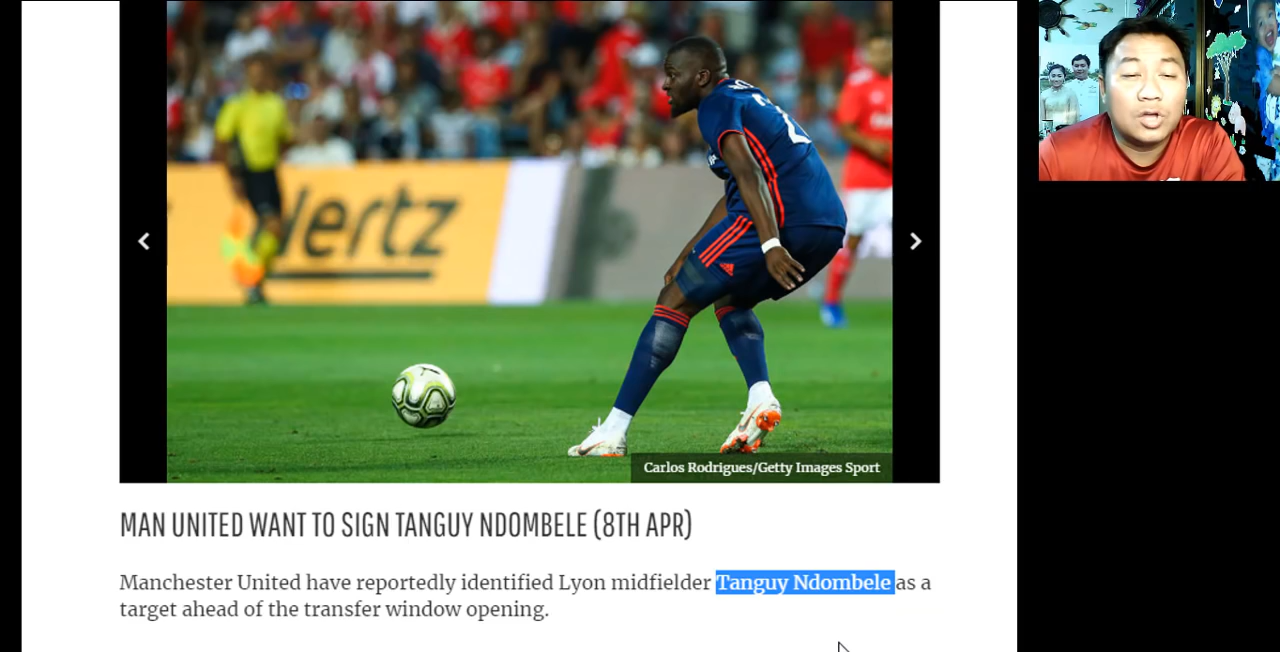 Hertz
Carlos Rodrigues/Getty Images Sport
MAN UNITED WANT TO SIGN TANGUY NDOMBELE (8TH APR)
Manchester United have reportedly identified Lyon midfielder Tanguy Ndombele as a
target ahead of the transfer window opening.